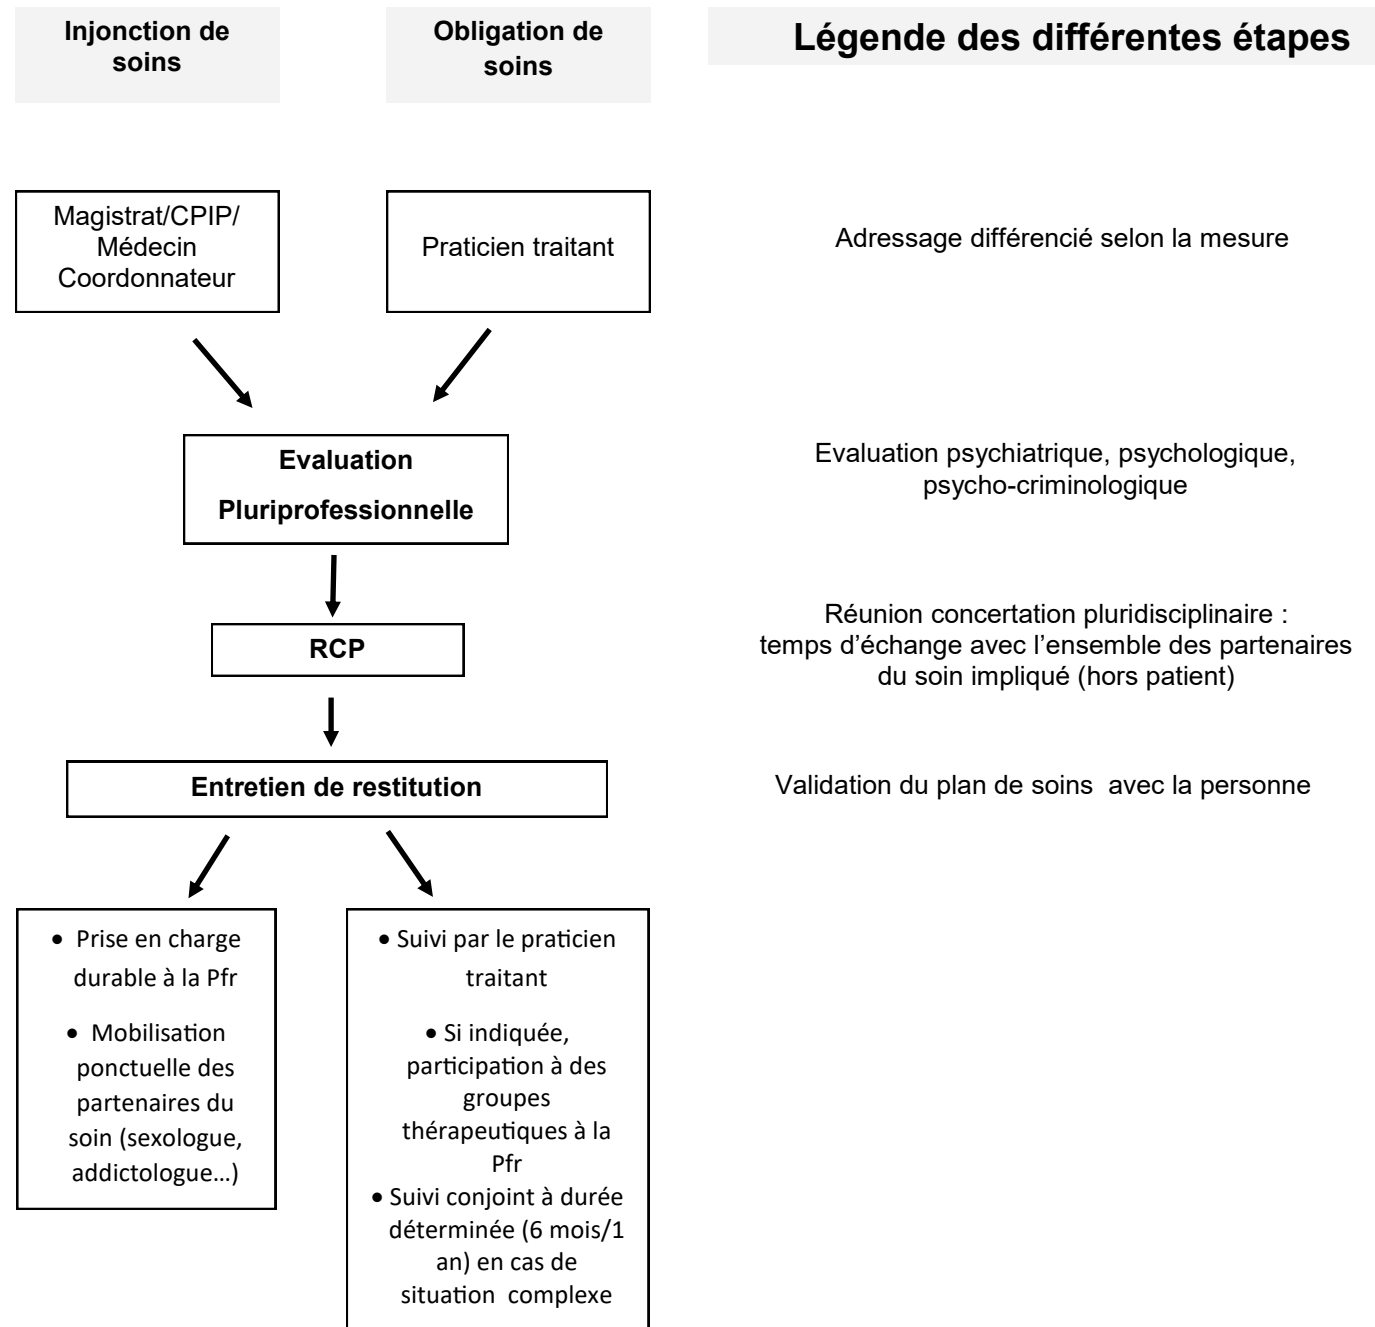 Injonction de
soins
Obligation de
soins
Légende des différentes étapes
Magistrat/CPIP/
Médecin
Coordonnateur
Praticien traitant
Adressage différencié selon la mesure
Evaluation
Pluriprofessionnelle
Evaluation psychiatrique, psychologique,
psycho-criminologique
RCP
Réunion concertation pluridisciplinaire :
temps d’échange avec l’ensemble des partenaires
du soin impliqué (hors patient)
Entretien de restitution
Validation du plan de soins  avec la personne
• Prise en charge
durable à la Pfr
• Mobilisation
ponctuelle des
partenaires du
soin (sexologue,
addictologue…)
• Suivi par le praticien
traitant
• Si indiquée,
participation à des
groupes
thérapeutiques à la
Pfr
• Suivi conjoint à durée
déterminée (6 mois/1
an) en cas de
situation  complexe